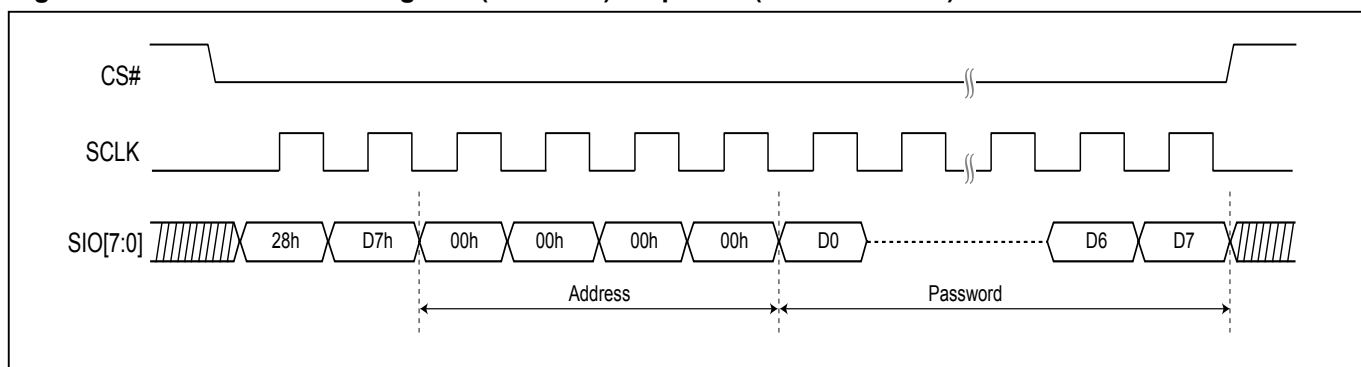 CS#
SCLK
SIO[7:0] 28h D7h 00h 00h 00h 00h D0 D6 D7
Address Password